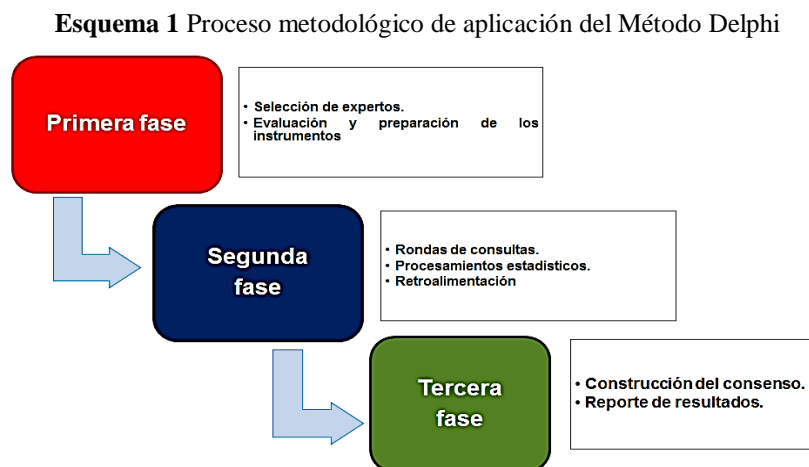 Esquema 1 Proceso metodológico de aplicación del Método Delphi
Primera fase
• Selección de expertos.
• Evaluación y preparación de los
instrumentos
Segunda
fase
• Rondas de consultas.
• Procesamientos estadísticos.
• Retroalimentación
Tercera
fase
• Construcción del consenso.
• Reporte de resultados.